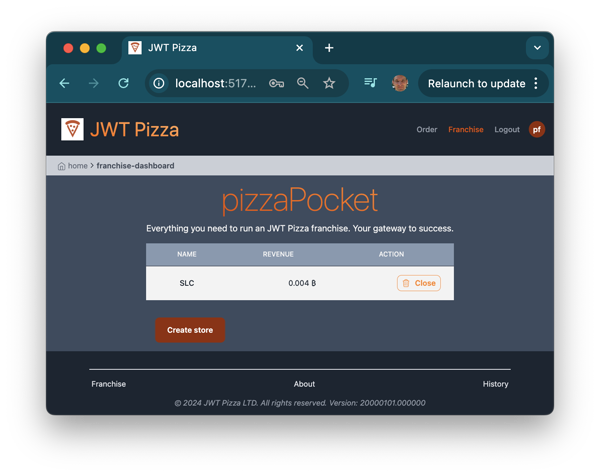 JWT Pizza
localhost:517...
Relaunch to update
JWT Pizza
Order
Franchise
Logout
pf
home > franchise-dashboard
pizzaPocket
Everything you need to run an JWT Pizza franchise. Your gateway to success.
NAME REVENUE ACTION
SLC 0.004 ₿ Close
Create store
Franchise About History
© 2024 JWT Pizza LTD. All rights reserved. Version: 20000101.000000